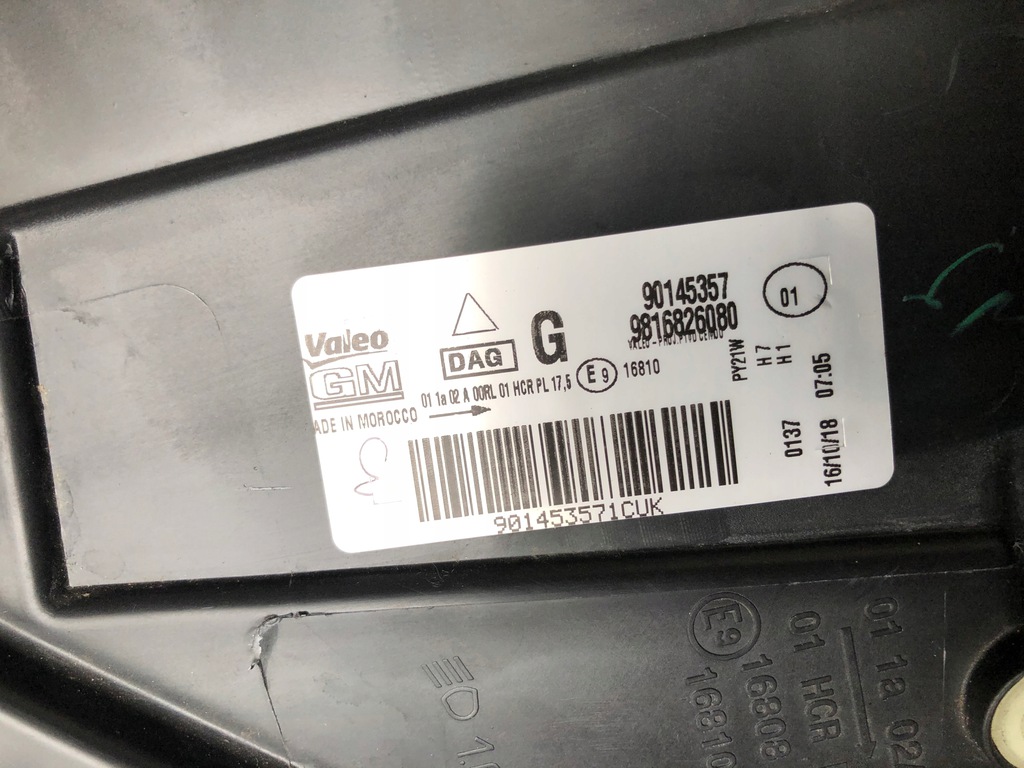 Valeo
GM
ADE IN MOROCCO
DAG
G
90145357
9816826080
01
01 1a 02 A 00RL 01 HCR PL 17,5
E9
16810
PY21W
H7
H1
0137
16/10/18 07:05
901453571CUK
E9
16808
16810
01 1a 02
01 HCR